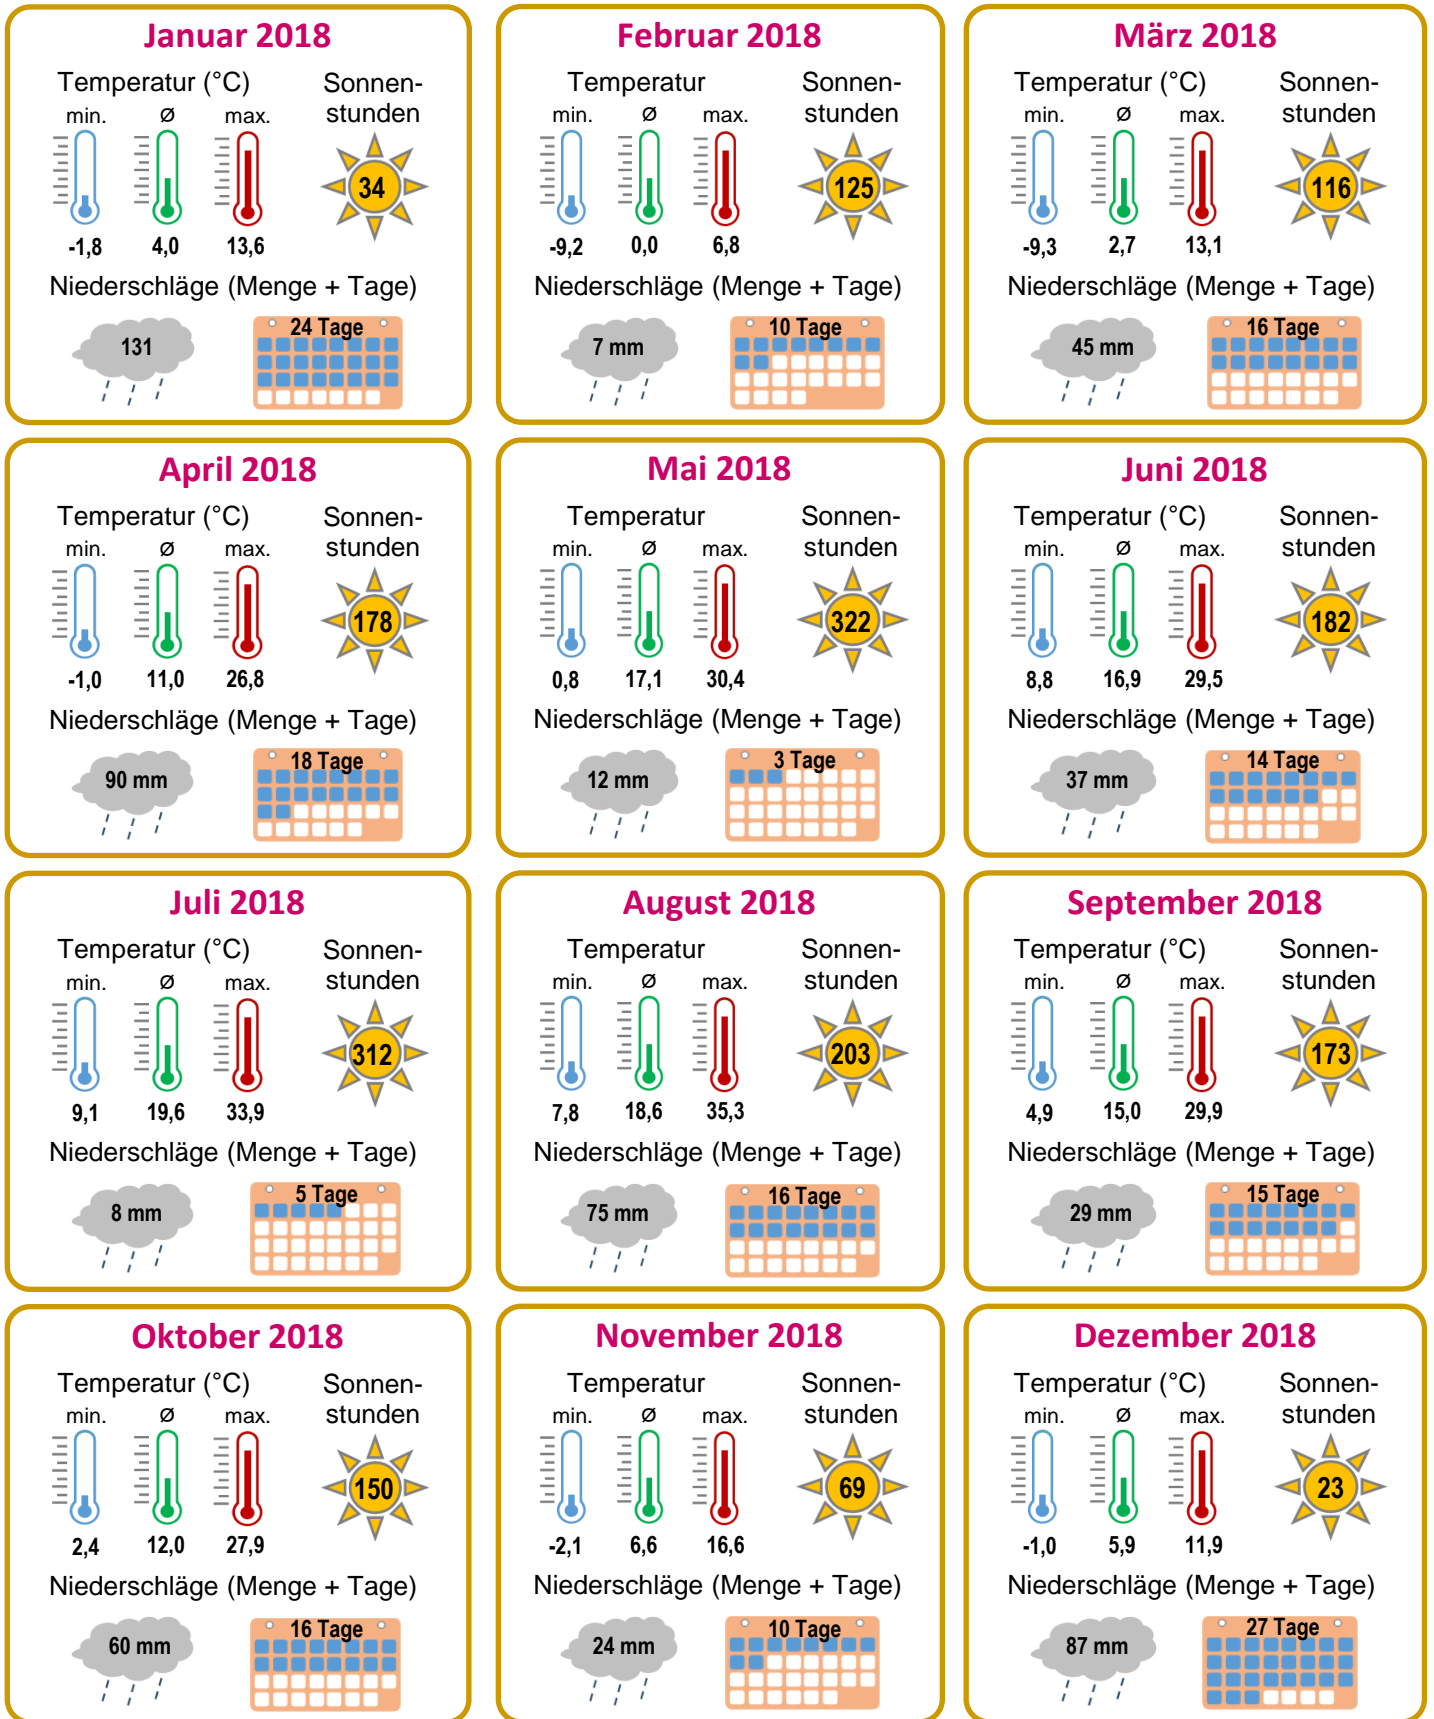 Januar 2018
Temperatur (°C)
Sonnen-
stunden
min. Ø max.
34
-1,8 4,0 13,6
Niederschläge (Menge + Tage)
131
24 Tage
Februar 2018
Temperatur
Sonnen-
stunden
min. Ø max.
125
-9,2 0,0 6,8
Niederschläge (Menge + Tage)
7 mm
10 Tage
März 2018
Temperatur (°C)
Sonnen-
stunden
min. Ø max.
116
-9,3 2,7 13,1
Niederschläge (Menge + Tage)
45 mm
16 Tage
April 2018
Temperatur (°C)
Sonnen-
stunden
min. Ø max.
178
-1,0 11,0 26,8
Niederschläge (Menge + Tage)
90 mm
18 Tage
Mai 2018
Temperatur
Sonnen-
stunden
min. Ø max.
322
0,8 17,1 30,4
Niederschläge (Menge + Tage)
12 mm
3 Tage
Juni 2018
Temperatur (°C)
Sonnen-
stunden
min. Ø max.
182
8,8 16,9 29,5
Niederschläge (Menge + Tage)
37 mm
14 Tage
Juli 2018
Temperatur (°C)
Sonnen-
stunden
min. Ø max.
312
9,1 19,6 33,9
Niederschläge (Menge + Tage)
8 mm
5 Tage
August 2018
Temperatur
Sonnen-
stunden
min. Ø max.
203
7,8 18,6 35,3
Niederschläge (Menge + Tage)
75 mm
16 Tage
September 2018
Temperatur (°C)
Sonnen-
stunden
min. Ø max.
173
4,9 15,0 29,9
Niederschläge (Menge + Tage)
29 mm
15 Tage
Oktober 2018
Temperatur (°C)
Sonnen-
stunden
min. Ø max.
150
2,4 12,0 27,9
Niederschläge (Menge + Tage)
60 mm
16 Tage
November 2018
Temperatur
Sonnen-
stunden
min. Ø max.
69
-2,1 6,6 16,6
Niederschläge (Menge + Tage)
24 mm
10 Tage
Dezember 2018
Temperatur (°C)
Sonnen-
stunden
min. Ø max.
23
-1,0 5,9 11,9
Niederschläge (Menge + Tage)
87 mm
27 Tage